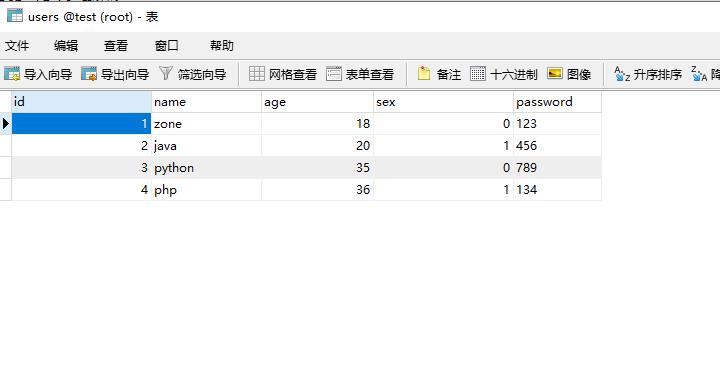 users @test (root) - 表
文件 编辑 查看 窗口 帮助
导入向导 导出向导 筛选向导 网格查看 表单查看 备注 十六进制 图像 升序排序
id name age sex password
1 zone 18 0 123
2 java 20 1 456
3 python 35 0 789
4 php 36 1 134